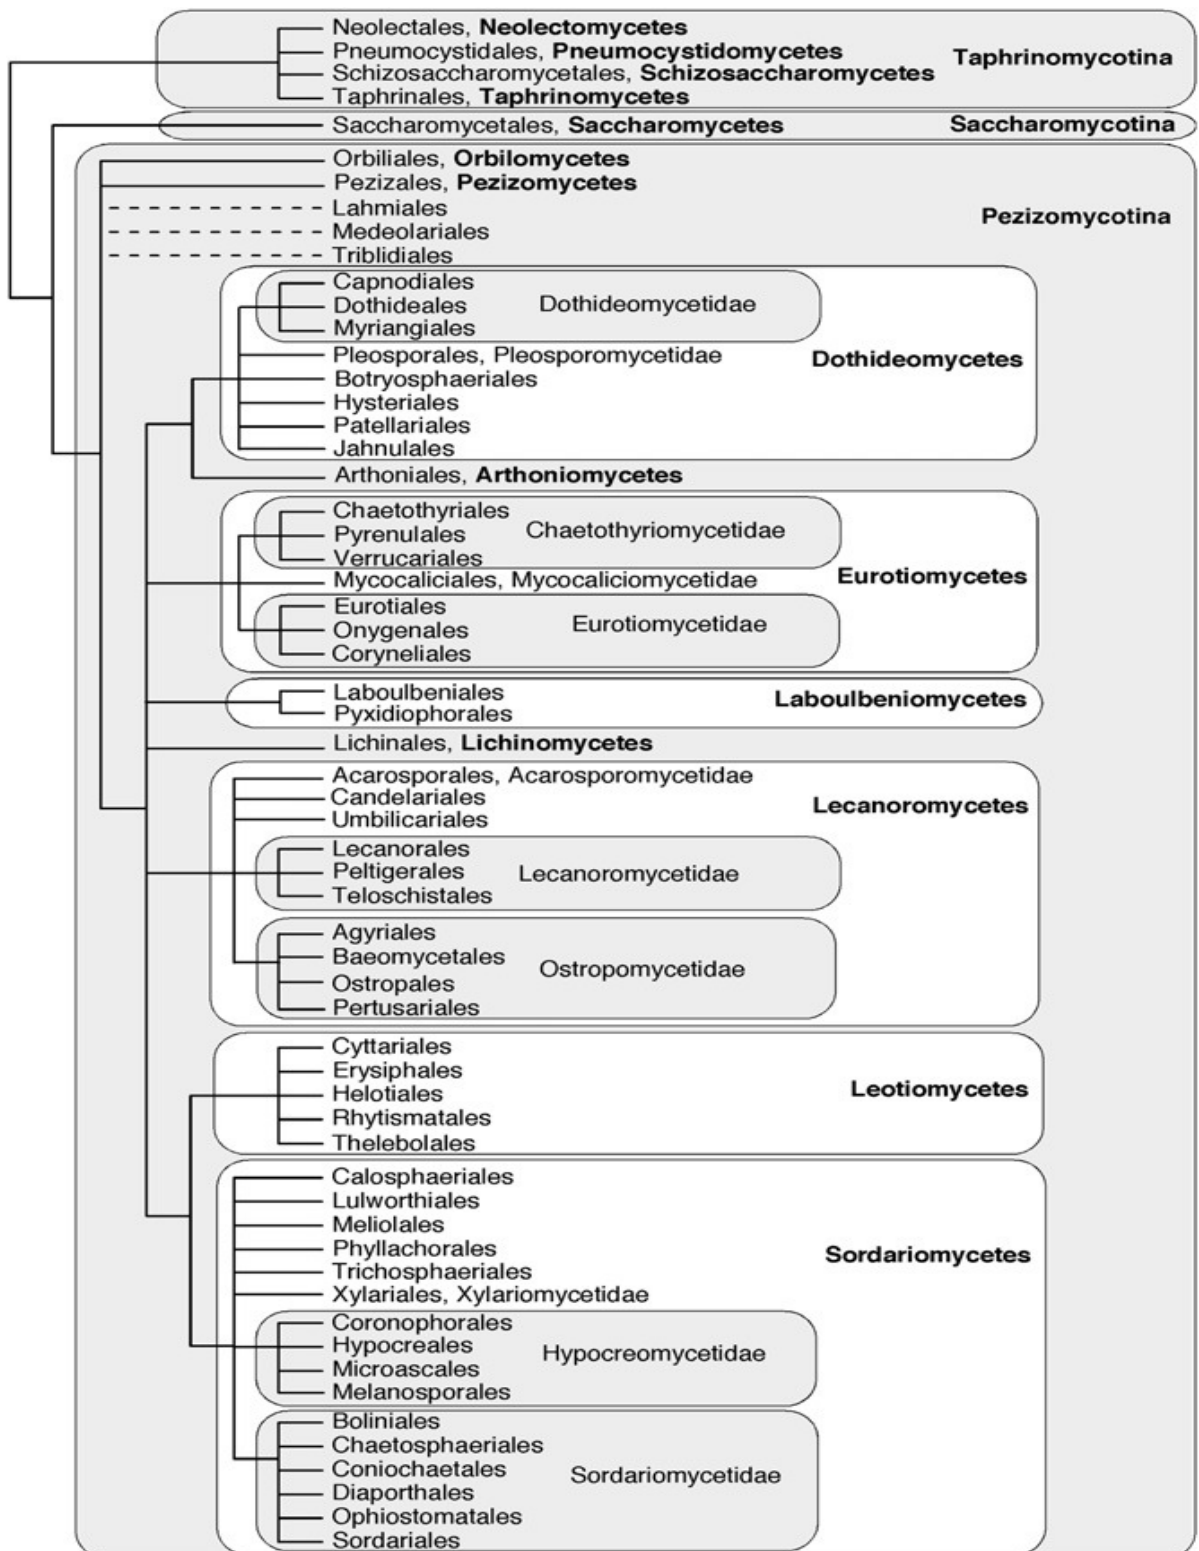 Neolectales, Neolectomycetes
Pneumocystidales, Pneumocystidomycetes
Taphrinomycotina
Schizosaccharomycetales, Schizosaccharomycetes
Taphrinales, Taphrinomycetes
Saccharomycetales, Saccharomycetes
Saccharomycotina
Orbiliales, Orbilomycetes
Pezizales, Pezizomycetes
Lahmiales
Pezizomycotina
Medeolariales
Triblidiales
Capnodiales
Dothideales
Dothideomycetidae
Myriangiales
Pleosporales, Pleosporomycetidae
Dothideomycetes
Botryosphaeriales
Hysteriales
Patellariales
Jahnulales
Arthoniales, Arthoniomycetes
Chaetothyriales
Pyrenulales
Chaetothyriomycetidae
Verrucariales
Mycocaliciales, Mycocaliciomycetidae
Eurotiomycetes
Eurotiales
Onygenales
Eurotiomycetidae
Coryneliales
Laboulbeniales
Laboulbeniomycetes
Pyxidiophorales
Lichinales, Lichinomycetes
Acarosporales, Acarosporomycetidae
Candelariales
Lecanoromycetes
Umbilicariales
Lecanorales
Peltigerales
Lecanoromycetidae
Teloschistales
Agyriales
Baeomycetales
Ostropomycetidae
Ostropales
Pertusariales
Cyttariales
Erysiphales
Helotiales
Leotiomycetes
Rhytismatales
Thelebolales
Calosphaeriales
Lulworthiales
Meliolales
Phyllachorales
Sordariomycetes
Trichosphaeriales
Xylariales, Xylariomycetidae
Coronophorales
Hypocreales
Hypocreomycetidae
Microascales
Melanosporales
Boliniales
Chaetosphaeriales
Coniochaetales
Sordariomycetidae
Diaporthales
Ophiostomatales
Sordariales